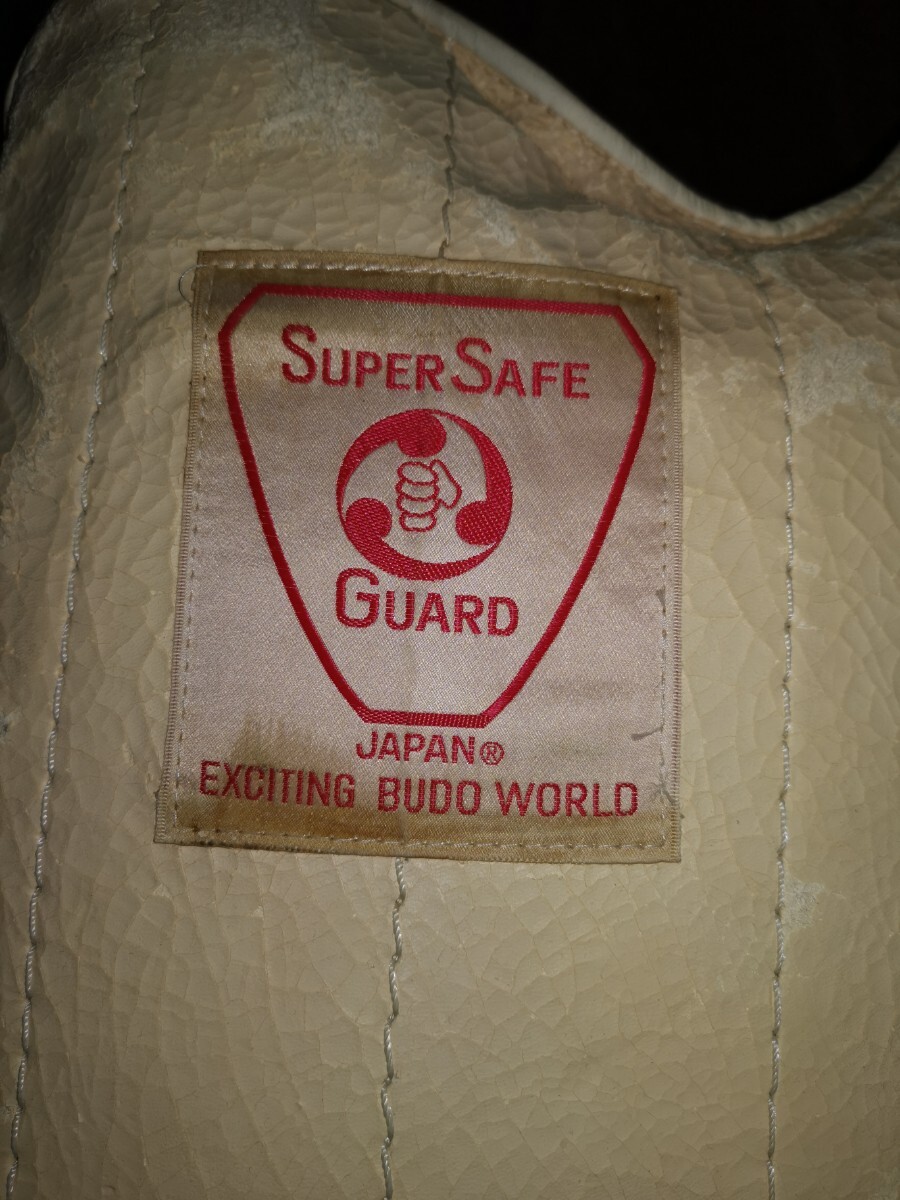 SUPER SAFE
GUARD
JAPAN®
EXCITING BUDO WORLD